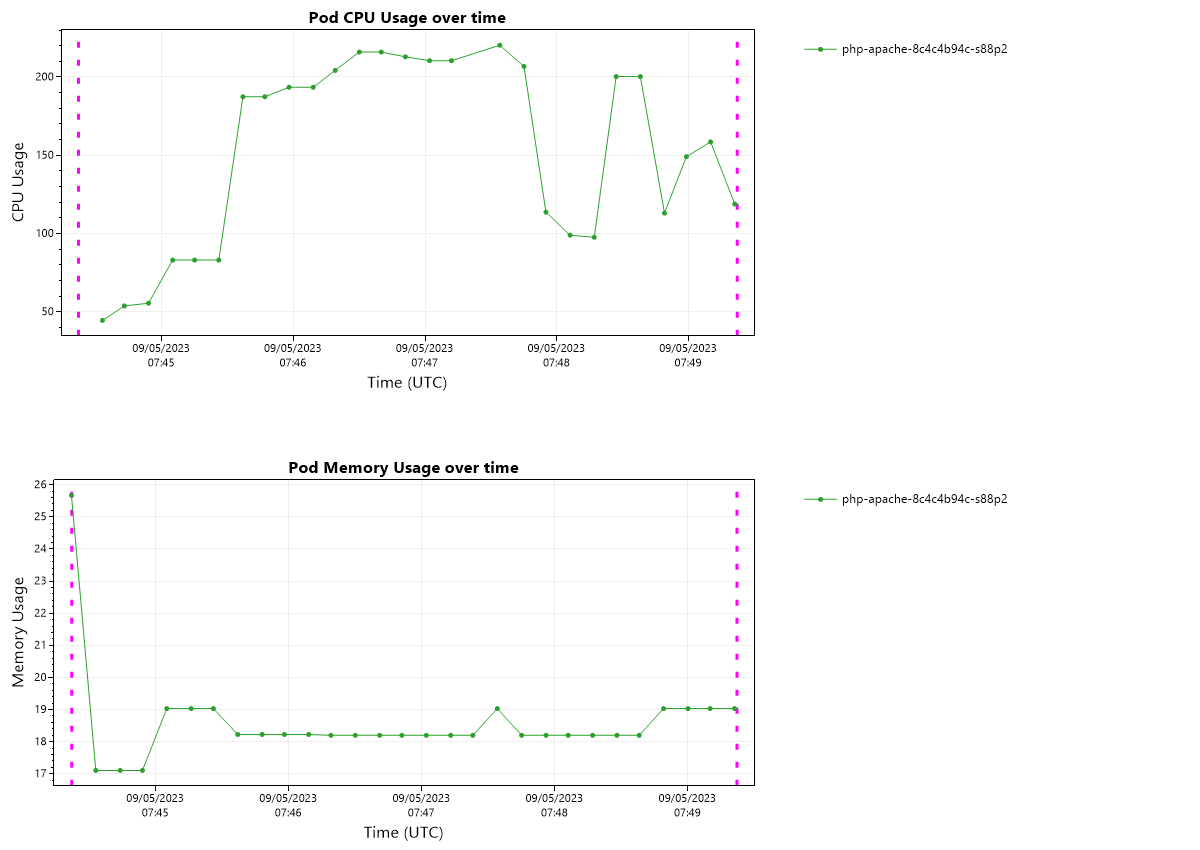 Pod CPU Usage over time
php-apache-8c4c4b94c-s88p2
200
150
100
50
CPU Usage
09/05/2023 09/05/2023 09/05/2023 09/05/2023 09/05/2023
07:45 07:46 07:47 07:48 07:49
Time (UTC)
Pod Memory Usage over time
php-apache-8c4c4b94c-s88p2
26
25
24
23
22
21
20
19
18
17
Memory Usage
09/05/2023 09/05/2023 09/05/2023 09/05/2023 09/05/2023
07:45 07:46 07:47 07:48 07:49
Time (UTC)